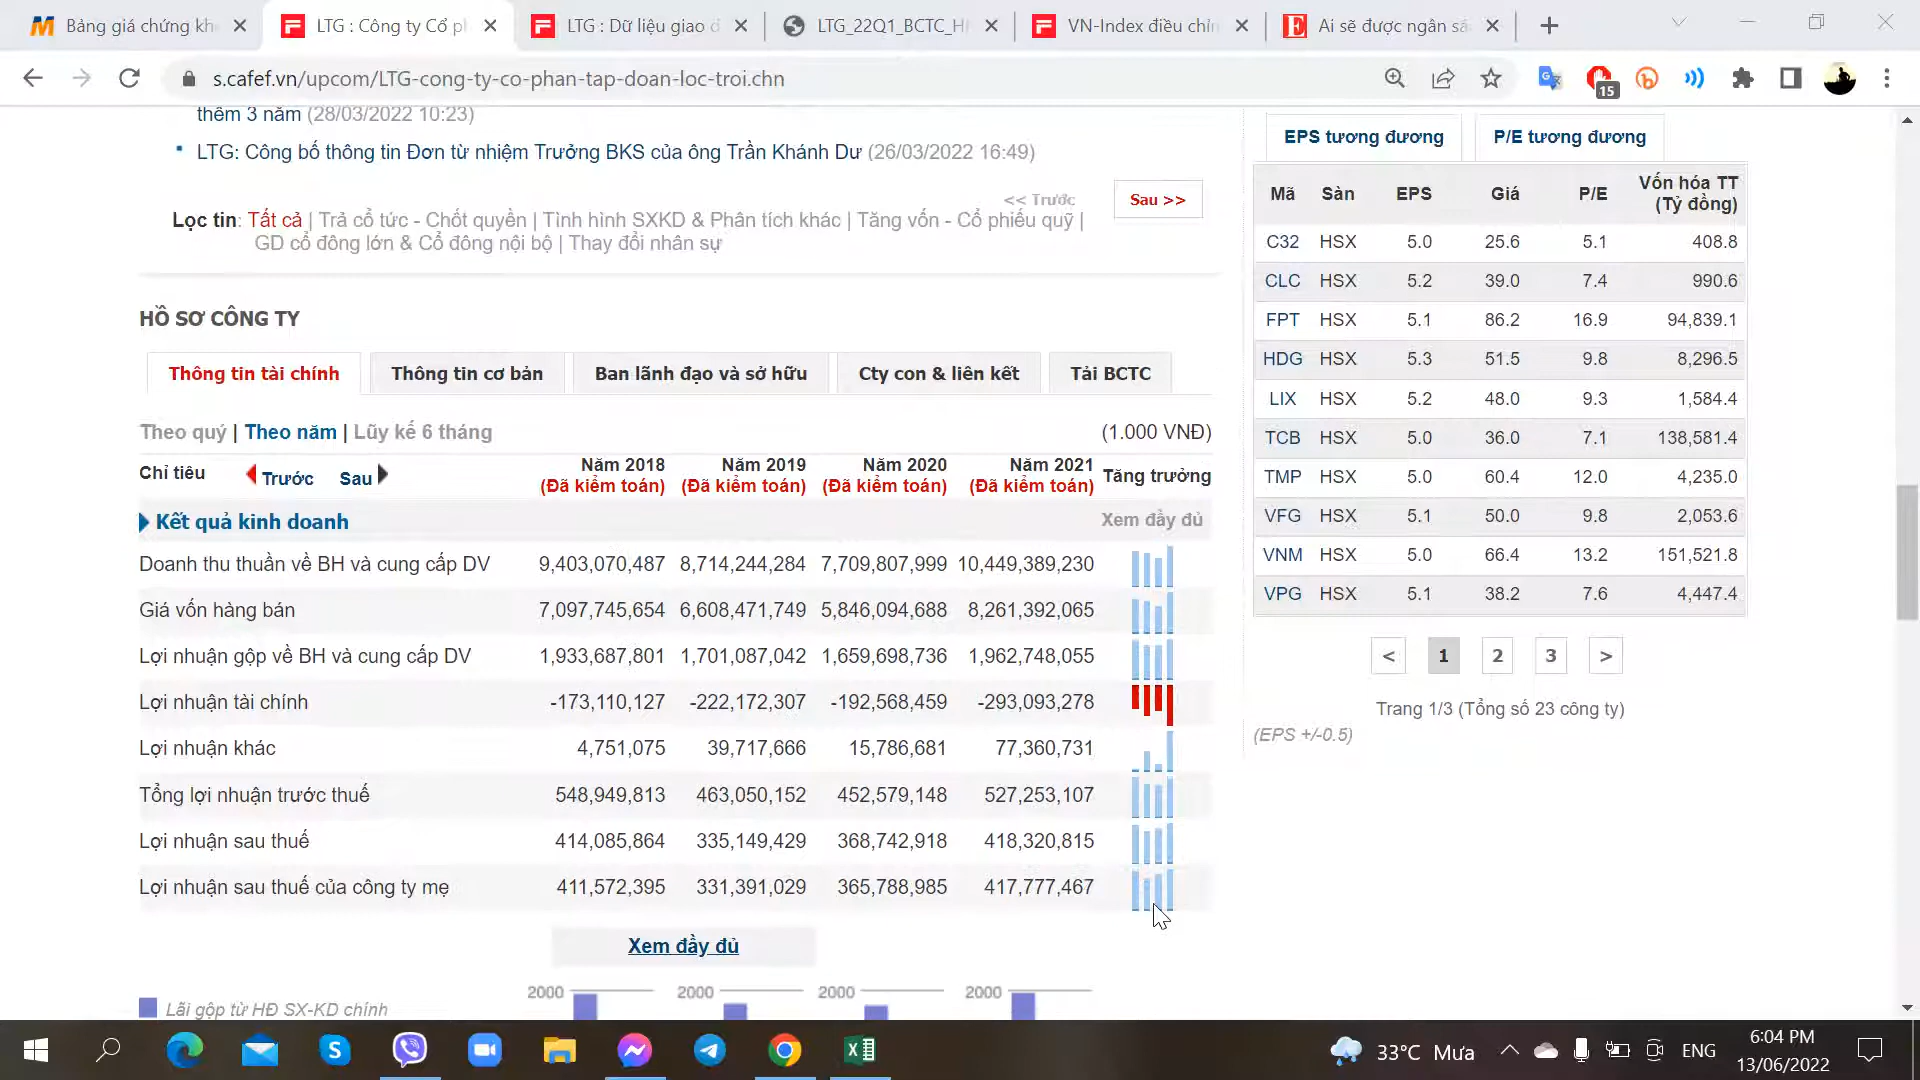 Bảng giá chứng kh
LTG : Công ty Cổ ph
LTG : Dữ liệu giao d
LTG_22Q1_BCTC_H
VN-Index điều chỉn
Ai sẽ được ngân sá
s.cafef.vn/upcom/LTG-cong-ty-co-phan-tap-doan-loc-troi.chn
15
thêm 3 năm (28/03/2022 10:23)
LTG: Công bố thông tin Đơn từ nhiệm Trưởng BKS của ông Trần Khánh Dư (26/03/2022 16:49)
<< Trước
Sau >>
Lọc tin: Tất cả | Trả cổ tức - Chốt quyền | Tình hình SXKD & Phân tích khác | Tăng vốn - Cổ phiếu quỹ |
GD cổ đông lớn & Cổ đông nội bộ | Thay đổi nhân sự
HỒ SƠ CÔNG TY
Thông tin tài chính
Thông tin cơ bản
Ban lãnh đạo và sở hữu
Cty con & liên kết
Tải BCTC
Theo quý | Theo năm | Lũy kế 6 tháng
(1.000 VNĐ)
Chỉ tiêu Trước Sau Năm 2018 Năm 2019 Năm 2020 Năm 2021 Tăng trưởng
(Đã kiểm toán) (Đã kiểm toán) (Đã kiểm toán) (Đã kiểm toán)
Kết quả kinh doanh Xem đầy đủ
Doanh thu thuần về BH và cung cấp DV 9,403,070,487 8,714,244,284 7,709,807,999 10,449,389,230
Giá vốn hàng bán 7,097,745,654 6,608,471,749 5,846,094,688 8,261,392,065
Lợi nhuận gộp về BH và cung cấp DV 1,933,687,801 1,701,087,042 1,659,698,736 1,962,748,055
Lợi nhuận tài chính -173,110,127 -222,172,307 -192,568,459 -293,093,278
Lợi nhuận khác 4,751,075 39,717,666 15,786,681 77,360,731
Tổng lợi nhuận trước thuế 548,949,813 463,050,152 452,579,148 527,253,107
Lợi nhuận sau thuế 414,085,864 335,149,429 368,742,918 418,320,815
Lợi nhuận sau thuế của công ty mẹ 411,572,395 331,391,029 365,788,985 417,777,467
Xem đầy đủ
Lãi gộp từ HĐ SX-KD chính
2000 2000 2000 2000
EPS tương đương
P/E tương đương
Mã Sàn EPS Giá P/E Vốn hóa TT
(Tỷ đồng)
C32 HSX 5.0 25.6 5.1 408.8
CLC HSX 5.2 39.0 7.4 990.6
FPT HSX 5.1 86.2 16.9 94,839.1
HDG HSX 5.3 51.5 9.8 8,296.5
LIX HSX 5.2 48.0 9.3 1,584.4
TCB HSX 5.0 36.0 7.1 138,581.4
TMP HSX 5.0 60.4 12.0 4,235.0
VFG HSX 5.1 50.0 9.8 2,053.6
VNM HSX 5.0 66.4 13.2 151,521.8
VPG HSX 5.1 38.2 7.6 4,447.4
< 1 2 3 >
Trang 1/3 (Tổng số 23 công ty)
(EPS +/-0.5)
33°C Mưa
ENG
6:04 PM
13/06/2022